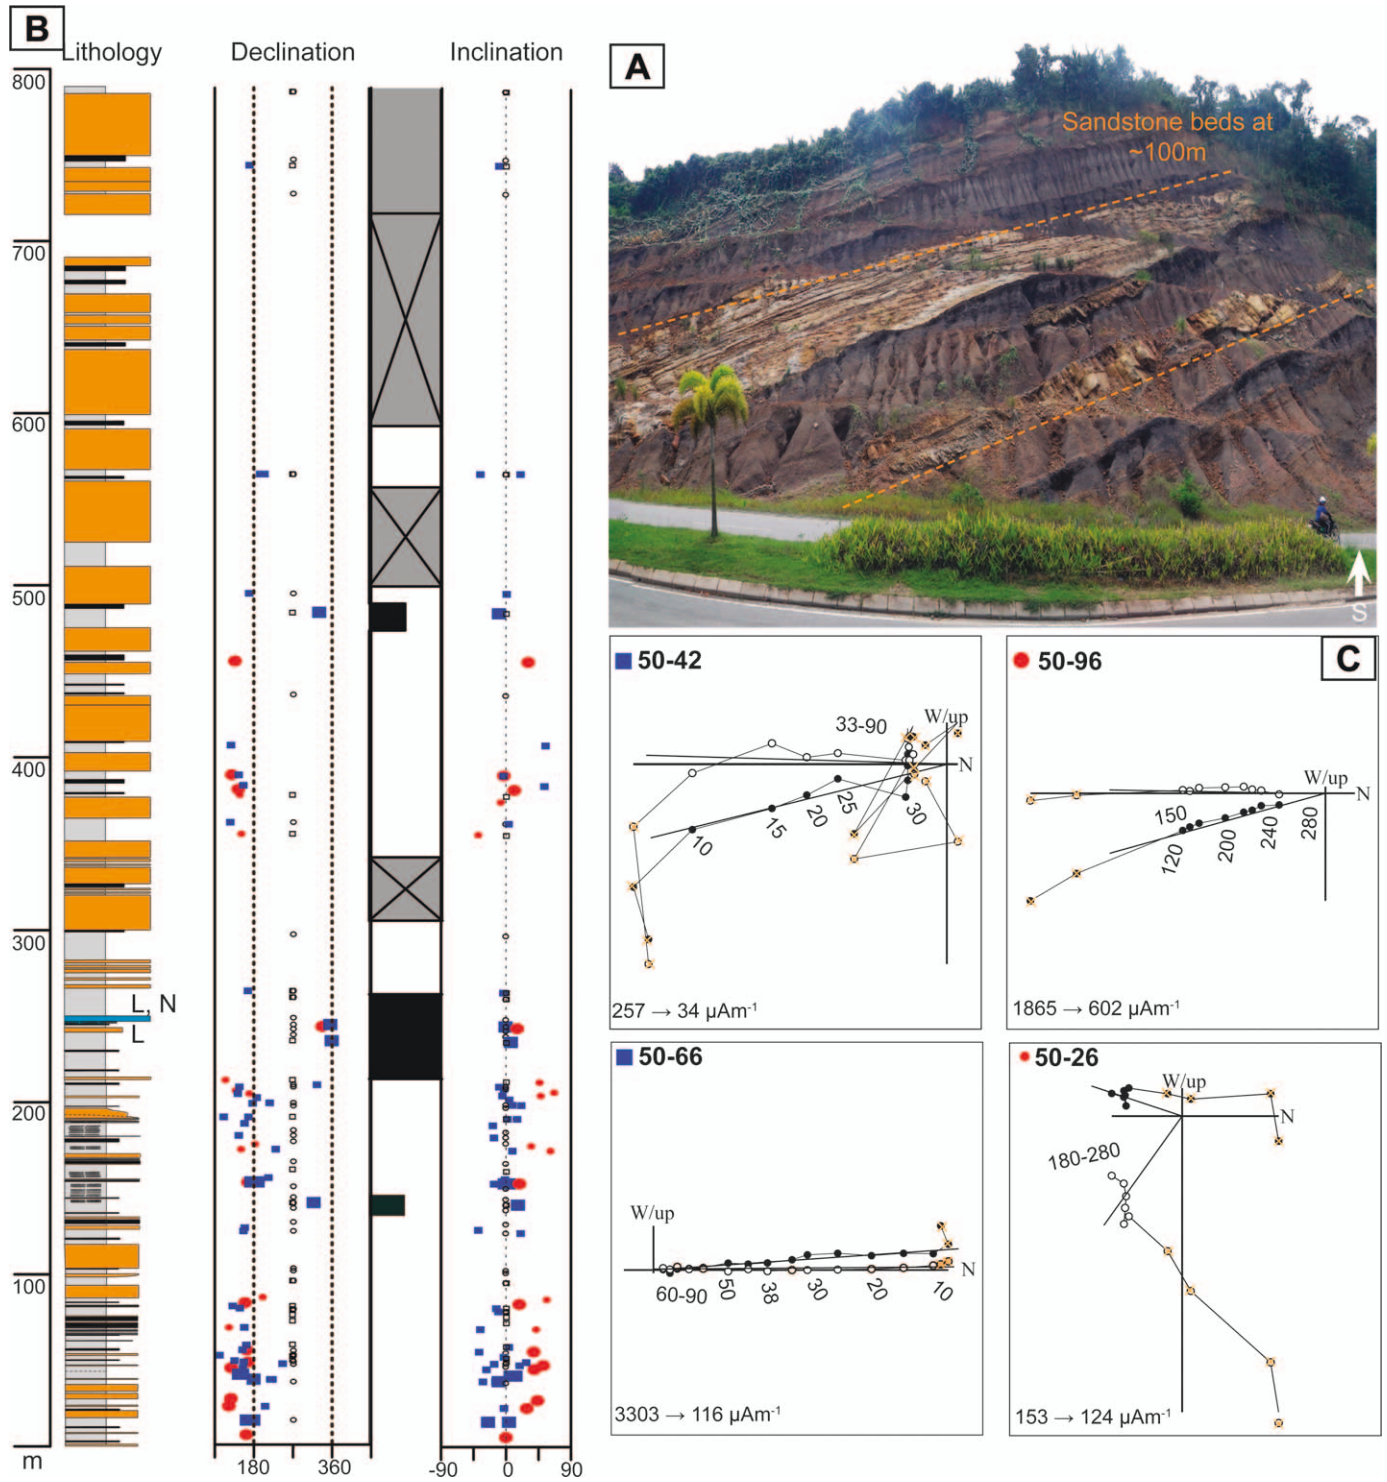 B
Lithology
Declination
Inclination
800
700
600
500
400
300
L, N
L
200
100
m
180
360
-90
0
90
A
Sandstone beds at
~100m
S
50-42
33-90
W/up
N
10
15
20
25
30
257 → 34 μAm⁻¹
50-96
C
W/up
N
150
120
200
240
280
1865 → 602 μAm⁻¹
50-66
W/up
N
60-90
50
38
30
20
10
3303 → 116 μAm⁻¹
50-26
W/up
N
180-280
153 → 124 μAm⁻¹